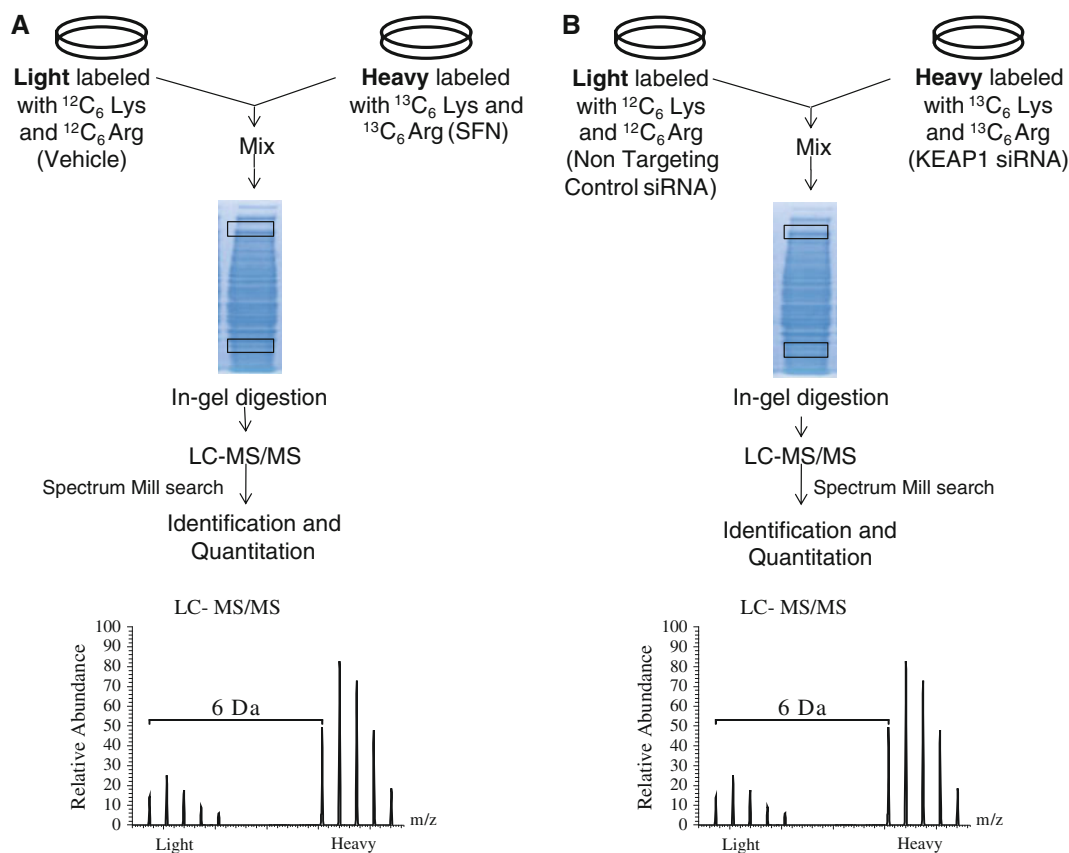 A
Light labeled
with ¹²C₆ Lys
and ¹²C₆ Arg
(Vehicle)
Heavy labeled
with ¹³C₆ Lys and
¹³C₆ Arg (SFN)
Mix
In-gel digestion
LC-MS/MS
Spectrum Mill search
Identification and
Quantitation
LC- MS/MS
Relative Abundance
100
90
80
70
60
50
40
30
20
10
0
6 Da
m/z
Light
Heavy
B
Light labeled
with ¹²C₆ Lys
and ¹²C₆ Arg
(Non Targeting
Control siRNA)
Heavy labeled
with ¹³C₆ Lys
and ¹³C₆ Arg
(KEAP1 siRNA)
Mix
In-gel digestion
LC-MS/MS
Spectrum Mill search
Identification and
Quantitation
LC- MS/MS
Relative Abundance
100
90
80
70
60
50
40
30
20
10
0
6 Da
m/z
Light
Heavy